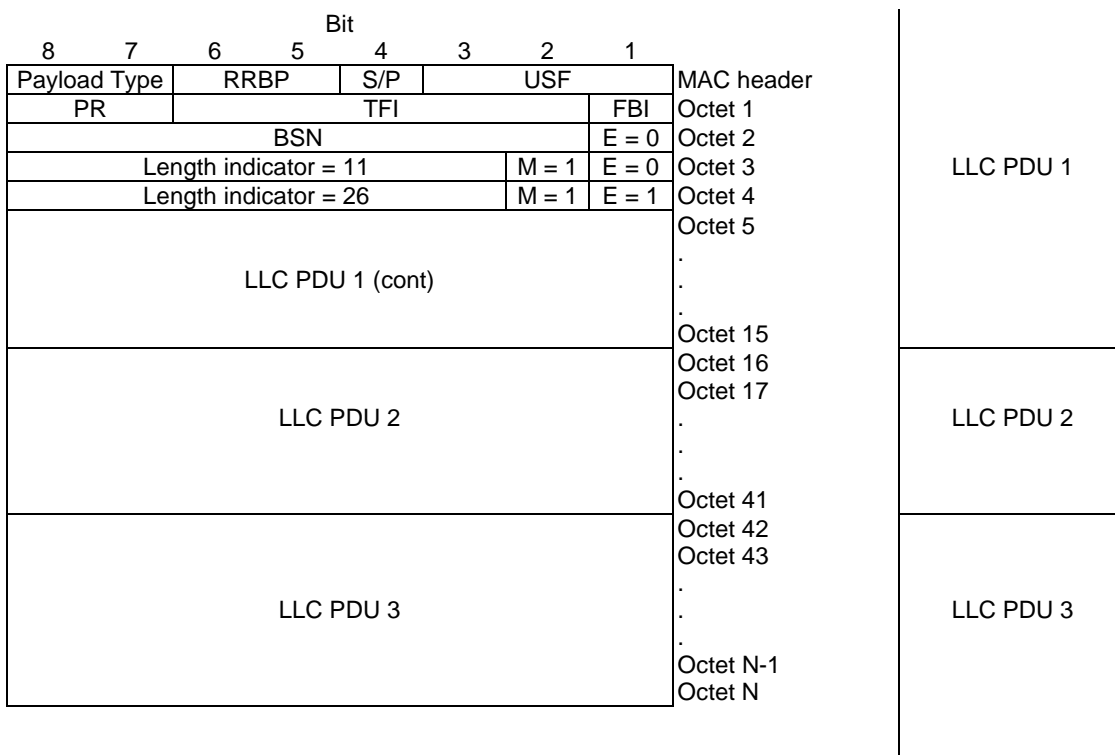 Bit
8 7 6 5 4 3 2 1
Payload Type RRBP S/P USF MAC header
PR TFI FBI Octet 1
BSN E = 0 Octet 2
Length indicator = 11 M = 1 E = 0 Octet 3 LLC PDU 1
Length indicator = 26 M = 1 E = 1 Octet 4
Octet 5
.
LLC PDU 1 (cont) .
.
Octet 15
Octet 16
Octet 17
LLC PDU 2 . LLC PDU 2
.
.
Octet 41
Octet 42
Octet 43
.
LLC PDU 3 . LLC PDU 3
.
Octet N-1
Octet N